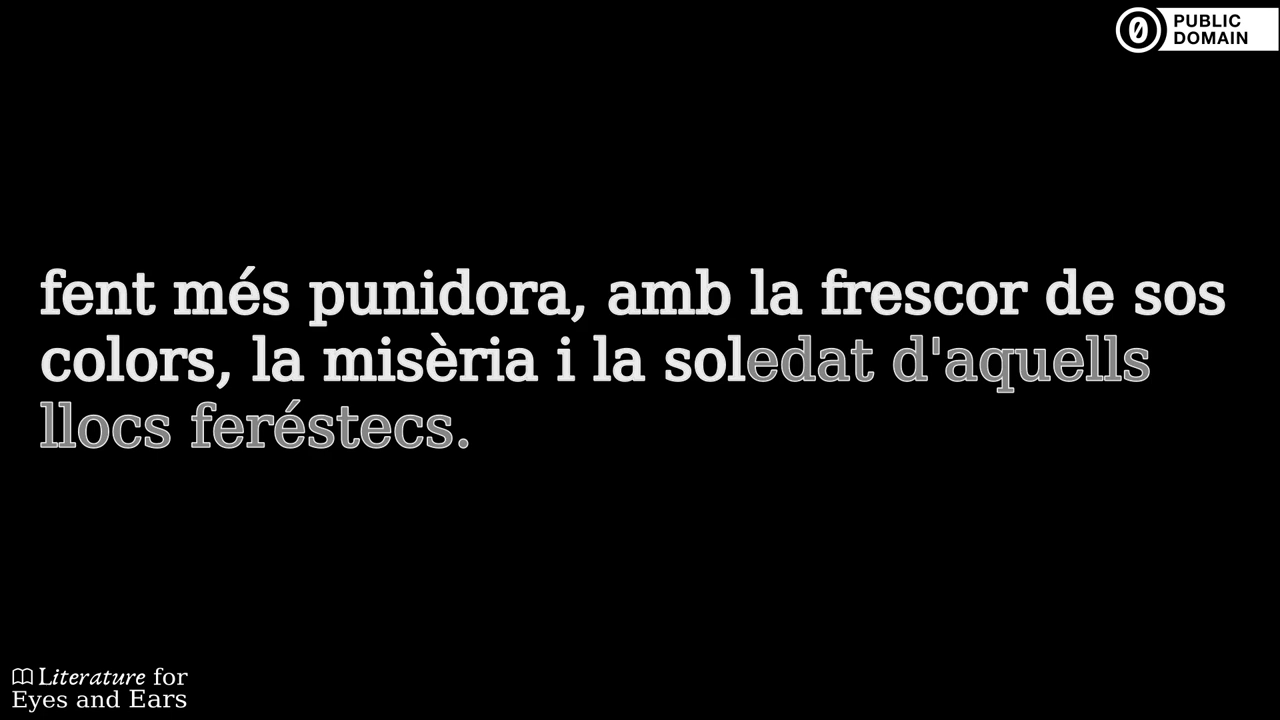 PUBLIC
DOMAIN
fent més punidora, amb la frescor de sos
colors, la misèria i la soledat d'aquells
llocs feréstecs.
Literature for
Eyes and Ears